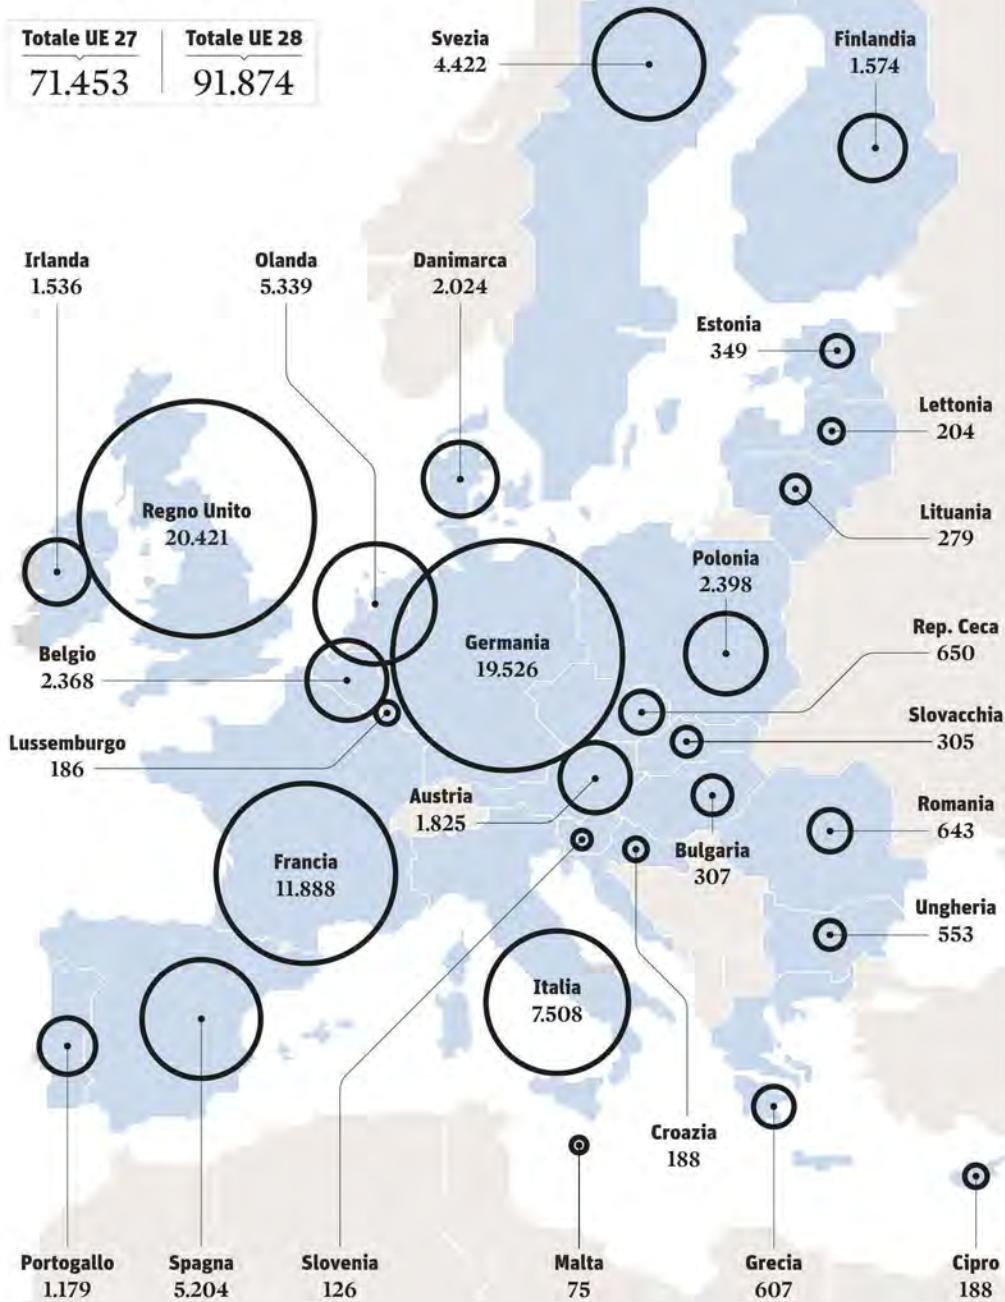 Totale UE 27
71.453
Totale UE 28
91.874
Svezia
4.422
Finlandia
1.574
Irlanda
1.536
Olanda
5.339
Danimarca
2.024
Estonia
349
Lettonia
204
Lituania
279
Regno Unito
20.421
Polonia
2.398
Germania
19.526
Rep. Ceca
650
Belgio
2.368
Slovacchia
305
Lussemburgo
186
Austria
1.825
Romania
643
Bulgaria
307
Francia
11.888
Ungheria
553
Italia
7.508
Croazia
188
Portogallo
1.179
Spagna
5.204
Slovenia
126
Malta
75
Grecia
607
Cipro
188